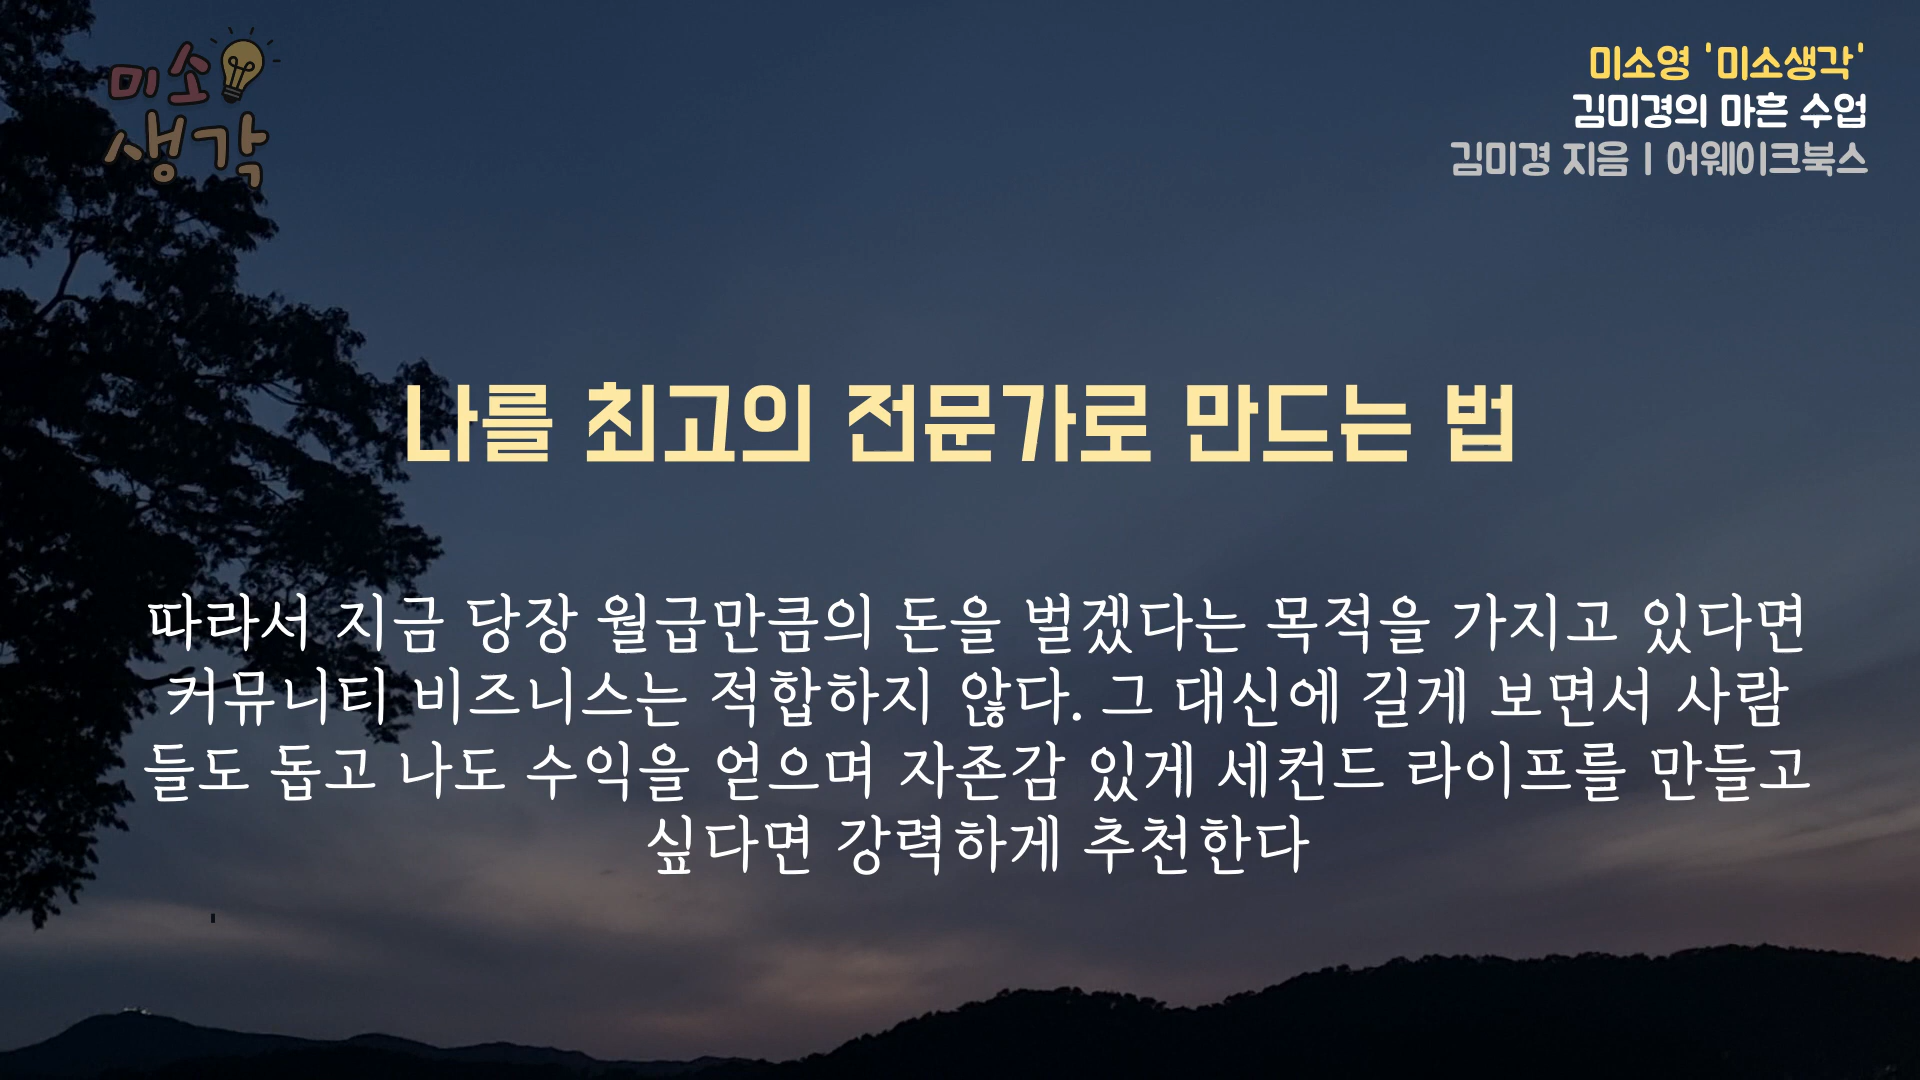 미소
생각
미소영 '미소생각'
김미경의 마흔 수업
김미경 지음 | 어웨이크북스
나를 최고의 전문가로 만드는 법
따라서 지금 당장 월급만큼의 돈을 벌겠다는 목적을 가지고 있다면
커뮤니티 비즈니스는 적합하지 않다. 그 대신에 길게 보면서 사람
들도 돕고 나도 수익을 얻으며 자존감 있게 세컨드 라이프를 만들고
싶다면 강력하게 추천한다